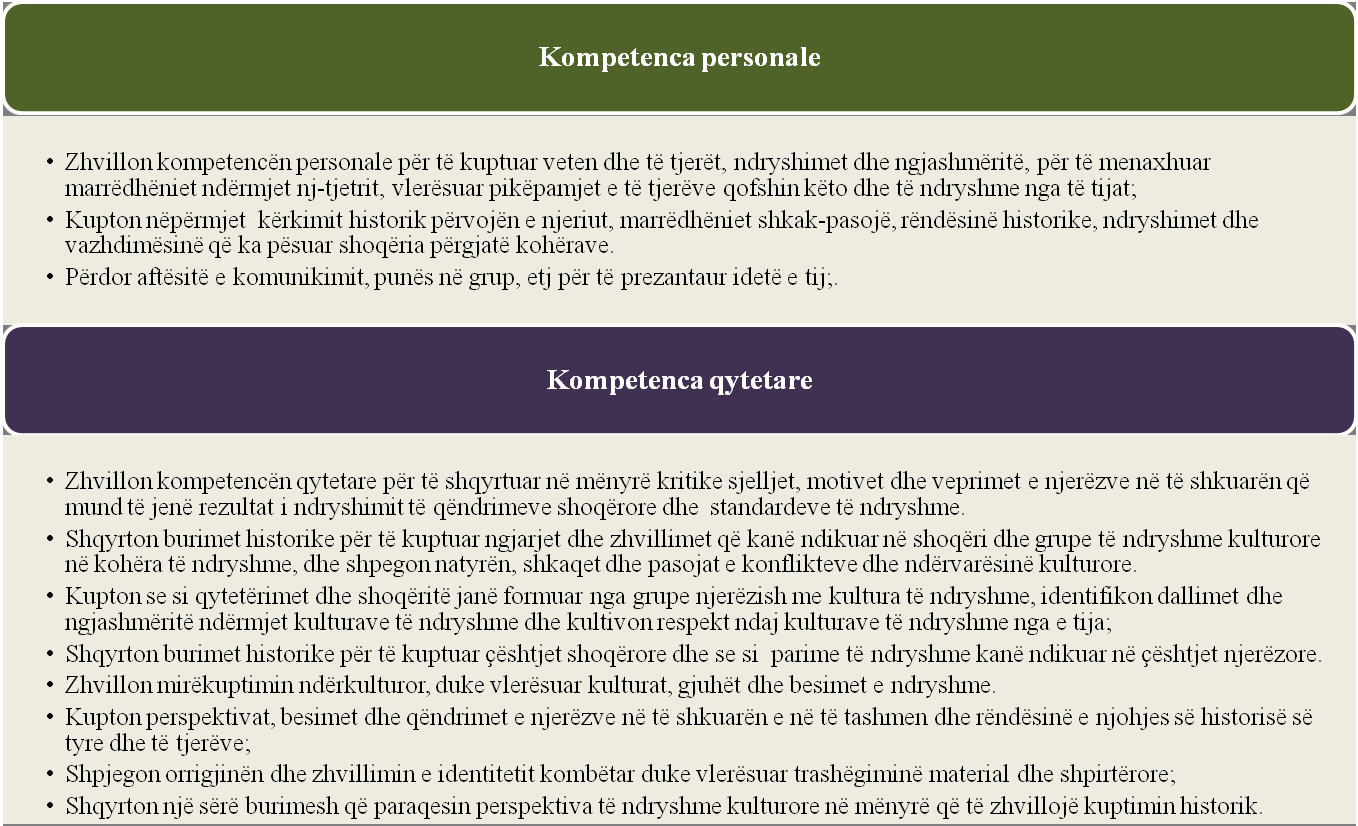 Kompetenca personale
• Zhvillon kompetencën personale për të kuptuar veten dhe të tjerët, ndryshimet dhe ngjashmëritë, për të menaxhuar
marrëdhëniet ndërmjet nj-tjetrit, vlerësuar pikëpamjet e të tjerëve qofshin këto dhe të ndryshme nga të tijat;
• Kupton nëpërmjet kërkimit historik përvojën e njeriut, marrëdhëniet shkak-pasojë, rëndësinë historike, ndryshimet dhe
vazhdimësinë që ka pësuar shoqëria përgjatë kohërave.
• Përdor aftësitë e komunikimit, punës në grup, etj për të prezantaur idetë e tij;.
Kompetenca qytetare
• Zhvillon kompetencën qytetare për të shqyrtuar në mënyrë kritike sjelljet, motivet dhe veprimet e njerëzve në të shkuarën që
mund të jenë rezultat i ndryshimit të qëndrimeve shoqërore dhe standardeve të ndryshme.
• Shqyrton burimet historike për të kuptuar ngjarjet dhe zhvillimet që kanë ndikuar në shoqëri dhe grupe të ndryshme kulturore
në kohëra të ndryshme, dhe shpegon natyrën, shkaqet dhe pasojat e konflikteve dhe ndërvarësinë kulturore.
• Kupton se si qytetërimet dhe shoqëritë janë formuar nga grupe njerëzish me kultura të ndryshme, identifikon dallimet dhe
ngjashmëritë ndërmjet kulturave të ndryshme dhe kultivon respekt ndaj kulturave të ndryshme nga e tija;
• Shqyrton burimet historike për të kuptuar çështjet shoqërore dhe se si parime të ndryshme kanë ndikuar në çështjet njerëzore.
• Zhvillon mirëkuptimin ndërkulturor, duke vlerësuar kulturat, gjuhët dhe besimet e ndryshme.
• Kupton perspektivat, besimet dhe qëndrimet e njerëzve në të shkuarën e në të tashmen dhe rëndësinë e njohjes së historisë së
tyre dhe të tjerëve;
• Shpjegon orrigjinën dhe zhvillimin e identitetit kombëtar duke vlerësuar trashëgiminë material dhe shpirtërore;
• Shqyrton një sërë burimesh që paraqesin perspektiva të ndryshme kulturore në mënyrë që të zhvillojë kuptimin historik.